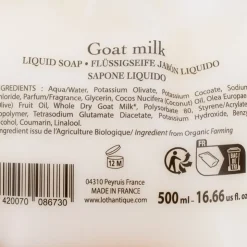 Goat milk
LIQUID SOAP • FLÜSSIGSEIFE JABÓN LIQUIDO
SAPONE LIQUIDO
INGREDIENTS : Aqua/Water, Potassium Olivate, Potassium Cocoate, Sodium
Chloride, Parfum/Fragrance, Glycerin, Cocos Nucifera (Coconut) Oil, Olea Europaea
(Olive) Fruit Oil, Whole Dry Goat Milk*, Polysorbate 80, Styrene/Acrylates
Copolymer, Tetrasodium Glutamate Diacetate, Potassium
Alcohol, Coumarin, Linalool.
*Ingrédient issu de l'Agriculture Biologique/ Ingredient from Organic Farming
12 M
FR
04310 Peyruis France
MADE IN FRANCE
www.lothantique.com
500 ml - 16.66 us fl. oz
420070 086730